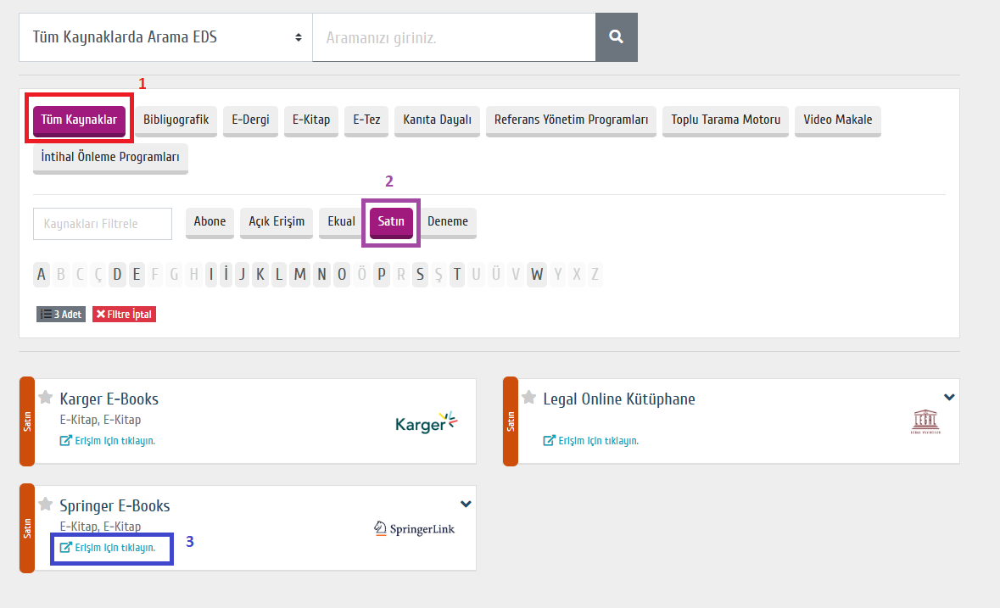 Tüm Kaynaklarda Arama EDS Aramanızı giriniz.
1
Tüm Kaynaklar Bibliyografik E-Dergi E-Kitap E-Tez Kanıta Dayalı Referans Yönetim Programları Toplu Tarama Motoru Video Makale
İntihal Önleme Programları
2
Kaynakları Filtrele Abone Açık Erişim Ekual Satın Deneme
A B C Ç D E F G H I İ J K L M N O Ö P R S Ş T U Ü V W Y X Z
3 Adet Filtre İptal
Satın
Karger E-Books
E-Kitap, E-Kitap
Erişim için tıklayın.
Karger
Satın
Legal Online Kütüphane
Erişim için tıklayın.
LEGAL
Satın
Springer E-Books
E-Kitap, E-Kitap
Erişim için tıklayın.
SpringerLink
3